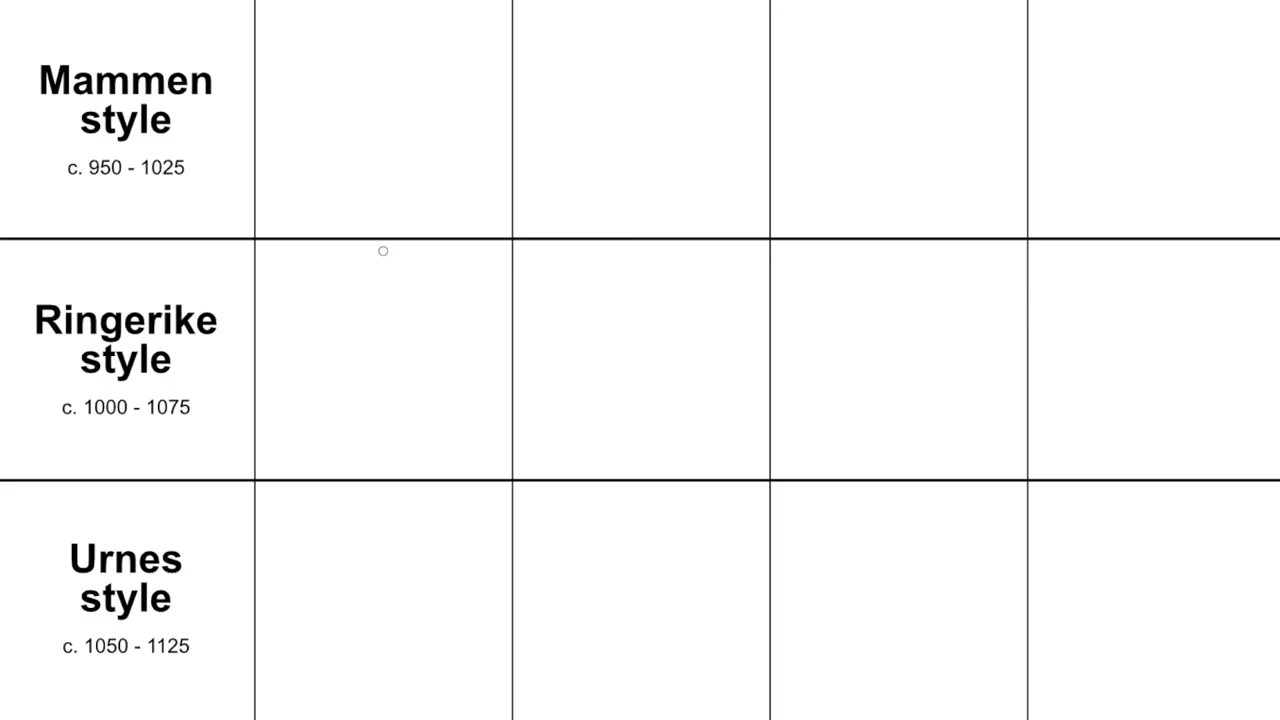 Mammen
style
c. 950 - 1025
Ringerike
style
c. 1000 - 1075
Urnes
style
c. 1050 - 1125